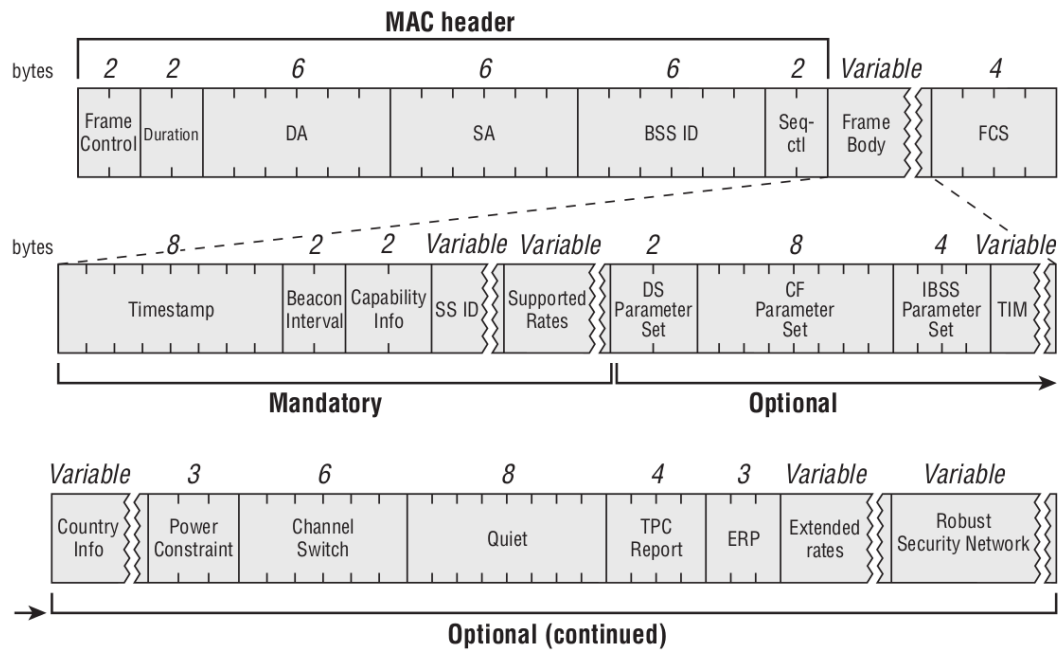 MAC header
bytes 2 2 6 6 6 2 Variable 4
Frame Control Duration DA SA BSS ID Seq-ctl Frame Body FCS
bytes 8 2 2 Variable Variable 2 8 4 Variable
Timestamp Beacon Interval Capability Info SS ID Supported Rates DS Parameter Set CF Parameter Set IBSS Parameter Set TIM
Mandatory Optional
Variable 3 6 8 4 3 Variable Variable
Country Info Power Constraint Channel Switch Quiet TPC Report ERP Extended rates Robust Security Network
Optional (continued)